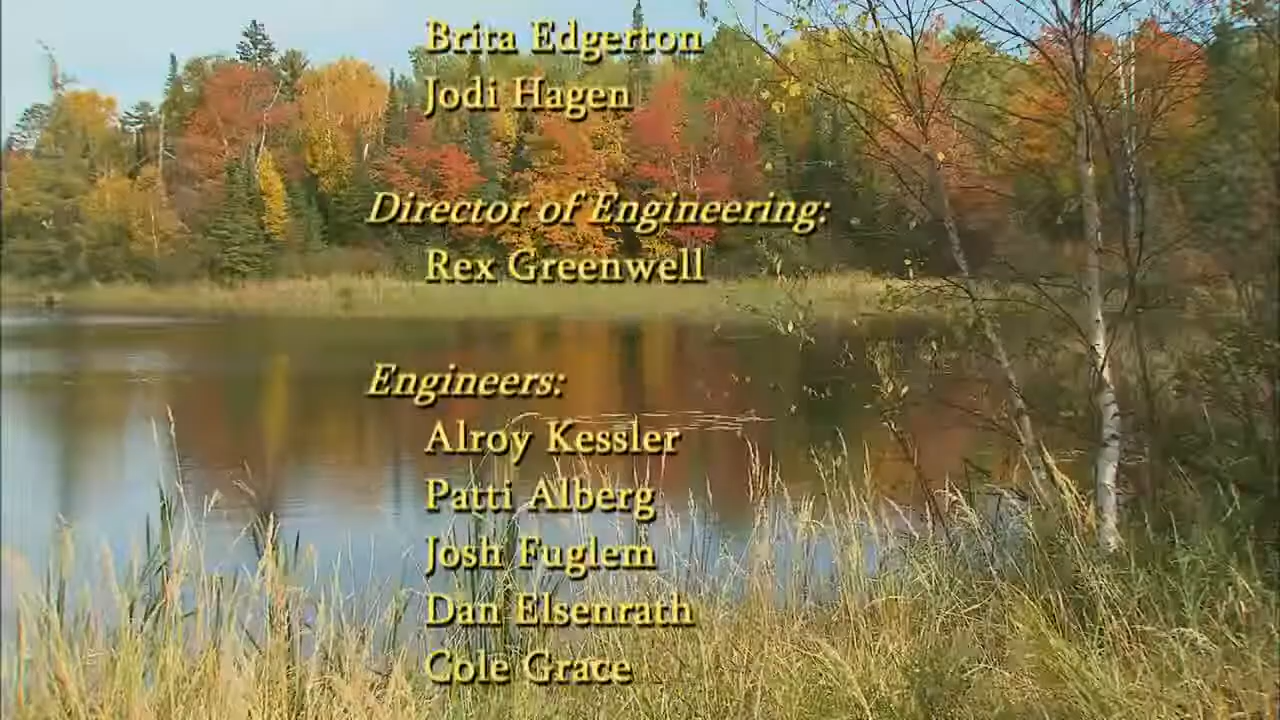 Brita Edgerton
Jodi Hagen
Director of Engineering:
Rex Greenwell
Engineers:
Alroy Kessler
Patti Alberg
Josh Fuglem
Dan Elsenrath
Cole Grace